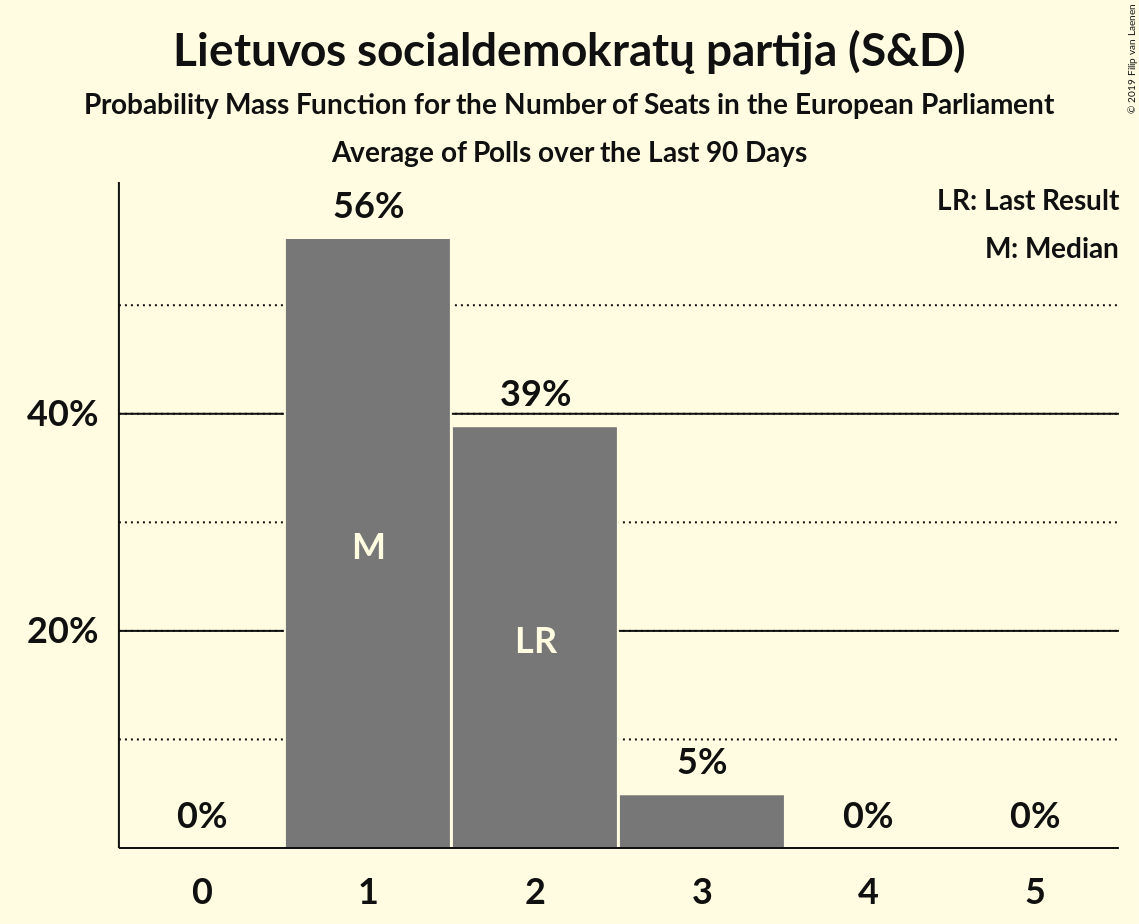 Lietuvos socialdemokratų partija (S&D)
Probability Mass Function for the Number of Seats in the European Parliament
Average of Polls over the Last 90 Days
© 2019 Filip van Laenen
LR: Last Result
M: Median
56%
39%
40%
M
20%
LR
5%
0%
0%
0%
0
1
2
3
4
5